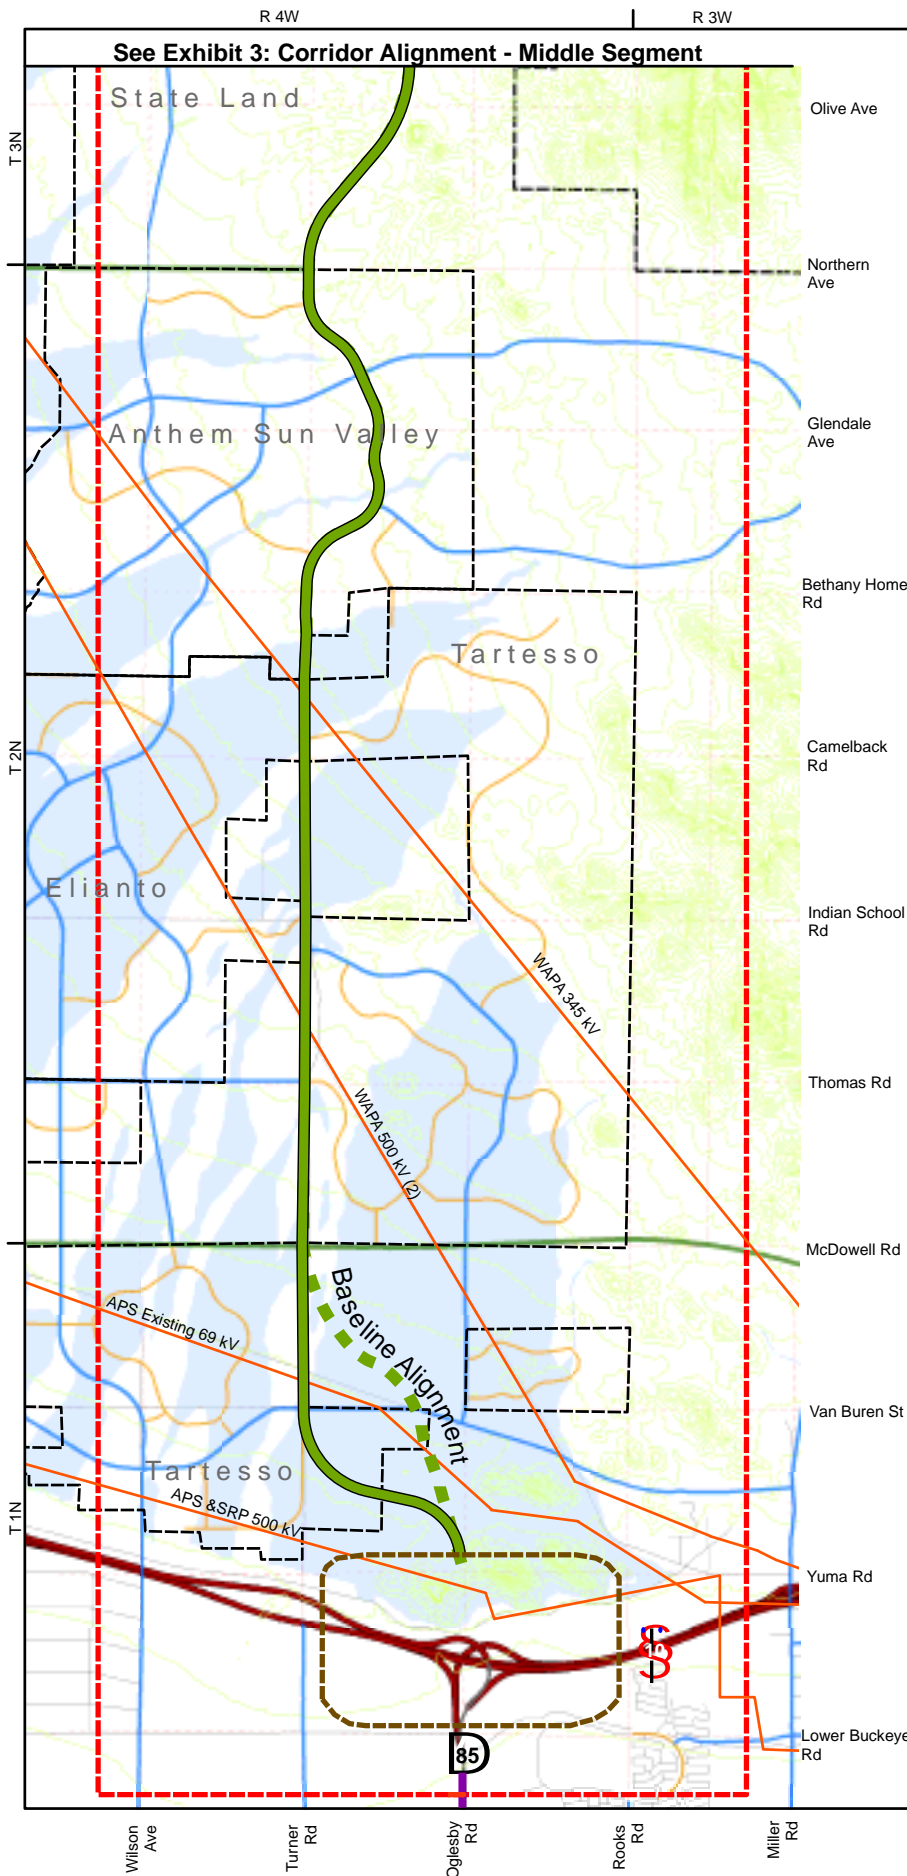 R 4W
R 3W
See Exhibit 3: Corridor Alignment - Middle Segment
State Land
Olive Ave
T3N
Northern
Ave
Anthem Sun Valley
Glendale
Ave
Bethany Home
Rd
Tartesso
Camelback
Rd
T2N
Elianto
Indian School
Rd
WAPA 345 kV
Thomas Rd
WAPA 500 kV (2)
McDowell Rd
Baseline Alignment
APS Existing 69 kV
Van Buren St
Tartesso
APS &SRP 500 kV
T1N
Yuma Rd
Lower Buckeye
Rd
85
Wilson
Ave
Turner
Rd
Oglesby
Rd
Rooks
Rd
Miller
Rd